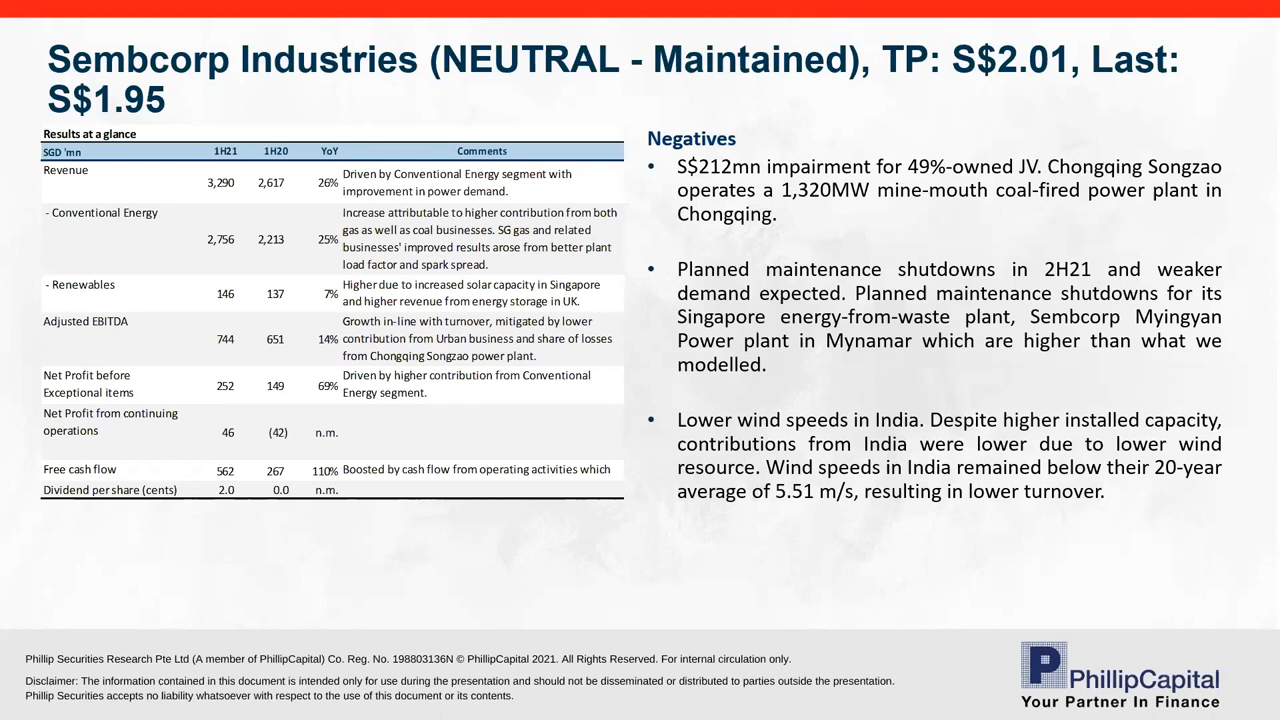 Sembcorp Industries (NEUTRAL - Maintained), TP: S$2.01, Last:
S$1.95
Results at a glance
SGD 'mn 1H21 1H20 YoY Comments
Revenue 3,290 2,617 26% Driven by Conventional Energy segment with
improvement in power demand.
- Conventional Energy 2,756 2,213 25% Increase attributable to higher contribution from both
gas as well as coal businesses. SG gas and related
businesses' improved results arose from better plant
load factor and spark spread.
- Renewables 146 137 7% Higher due to increased solar capacity in Singapore
and higher revenue from energy storage in UK.
Adjusted EBITDA 744 651 14% Growth in-line with turnover, mitigated by lower
contribution from Urban business and share of losses
from Chongqing Songzao power plant.
Net Profit before
Exceptional items 252 149 69% Driven by higher contribution from Conventional
Energy segment.
Net Profit from continuing
operations 46 (42) n.m.
Free cash flow 562 267 110% Boosted by cash flow from operating activities which
Dividend per share (cents) 2.0 0.0 n.m.
Negatives
• S$212mn impairment for 49%-owned JV. Chongqing Songzao
operates a 1,320MW mine-mouth coal-fired power plant in
Chongqing.
• Planned maintenance shutdowns in 2H21 and weaker
demand expected. Planned maintenance shutdowns for its
Singapore energy-from-waste plant, Sembcorp Myingyan
Power plant in Mynamar which are higher than what we
modelled.
• Lower wind speeds in India. Despite higher installed capacity,
contributions from India were lower due to lower wind
resource. Wind speeds in India remained below their 20-year
average of 5.51 m/s, resulting in lower turnover.
Phillip Securities Research Pte Ltd (A member of PhillipCapital) Co. No. 198803136N © PhillipCapital 2021. All Rights Reserved. For internal circulation only.
Disclaimer: The information contained in this document is intended only for use during the presentation and should not be disseminated or distributed to parties outside the presentation.
Phillip Securities accepts no liability whatsoever with respect to the use of this document or its contents.
P PhillipCapital
Your Partner In Finance